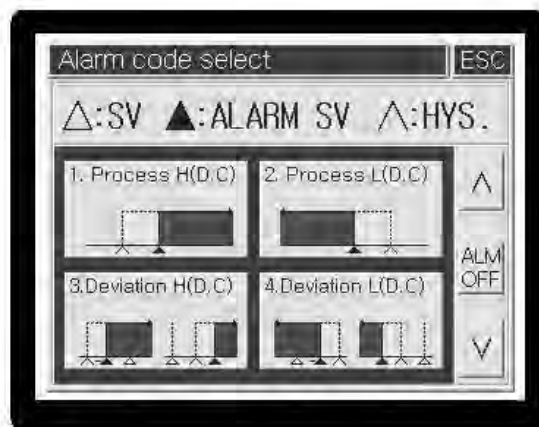 Alarm code select ESC
△:SV ▲:ALARM SV ∧:HYS.
1. Process H(D.C) 2. Process L(D.C)
3.Deviation H(D.C) 4.Deviation L(D.C)
ALM
OFF